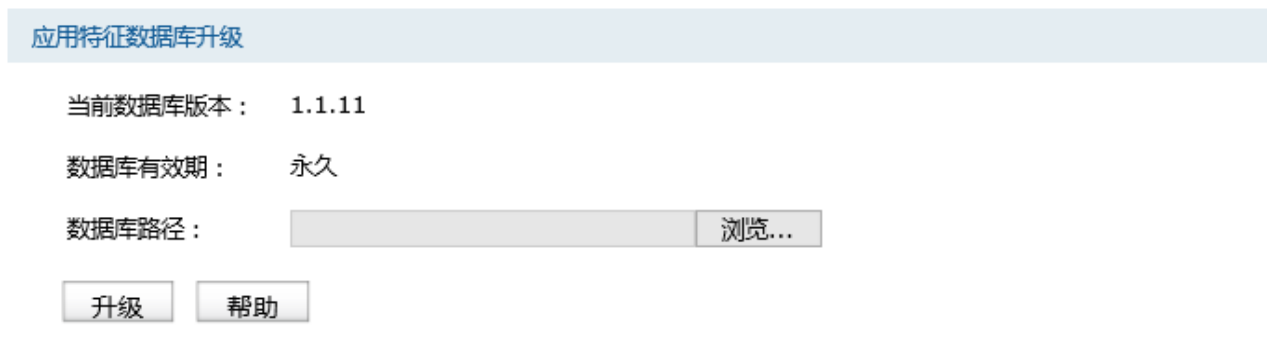 应用特征数据库升级
当前数据库版本： 1.1.11
数据库有效期： 永久
数据库路径： 浏览...
升级 帮助